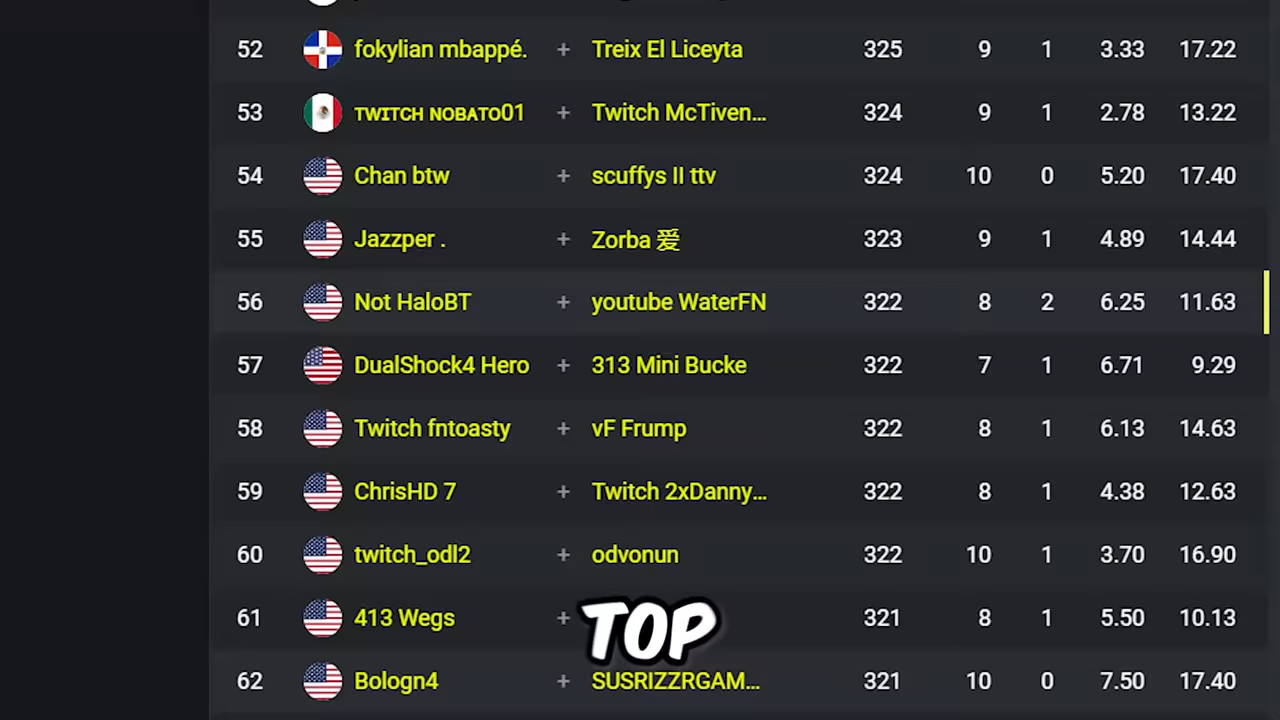 52 fokylian mbappé. + Treix El Liceyta 325 9 1 3.33 17.22
53 ᴛᴡɪᴛᴄʜ ɴᴏʙᴀᴛᴏ01 + Twitch McTiven... 324 9 1 2.78 13.22
54 Chan btw + scuffys II ttv 324 10 0 5.20 17.40
55 Jazzper . + Zorba 爱 323 9 1 4.89 14.44
56 Not HaloBT + youtube WaterFN 322 8 2 6.25 11.63
57 DualShock4 Hero + 313 Mini Bucke 322 7 1 6.71 9.29
58 Twitch fntoasty + vF Frump 322 8 1 6.13 14.63
59 ChrisHD 7 + Twitch 2xDanny... 322 8 1 4.38 12.63
60 twitch_odl2 + odvonun 322 10 1 3.70 16.90
61 413 Wegs + 321 8 1 5.50 10.13
TOP
62 Bologn4 + SUSRIZZRGAM... 321 10 0 7.50 17.40